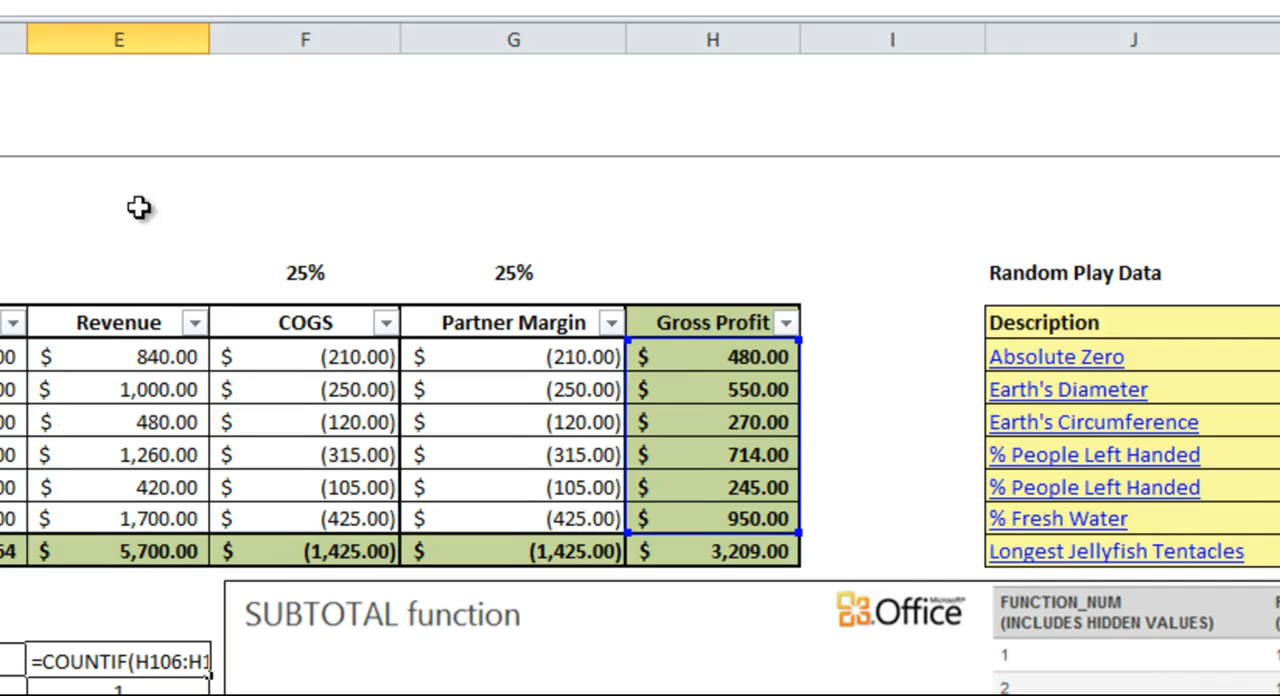 E F G H I J
25% 25% Random Play Data
Revenue COGS Partner Margin Gross Profit Description
$ 840.00 $ (210.00) $ (210.00) $ 480.00 Absolute Zero
$ 1,000.00 $ (250.00) $ (250.00) $ 550.00 Earth's Diameter
$ 480.00 $ (120.00) $ (120.00) $ 270.00 Earth's Circumference
$ 1,260.00 $ (315.00) $ (315.00) $ 714.00 % People Left Handed
$ 420.00 $ (105.00) $ (105.00) $ 245.00 % People Left Handed
$ 1,700.00 $ (425.00) $ (425.00) $ 950.00 % Fresh Water
$ 5,700.00 $ (1,425.00) $ (1,425.00) $ 3,209.00 Longest Jellyfish Tentacles
SUBTOTAL function Microsoft Office FUNCTION_NUM
(INCLUDES HIDDEN VALUES)
=COUNTIF(H106:H1 1
1 2